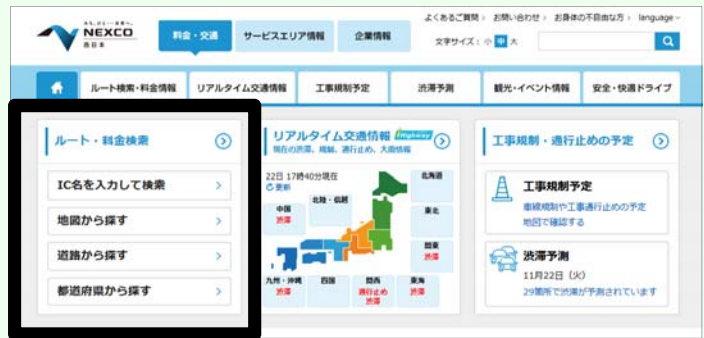 よくあるご質問 お問い合わせ お身体の不自由な方 language
NEXCO
西日本
料金・交通 サービスエリア情報 企業情報
文字サイズ: 小 中 大
ルート検索・料金情報 リアルタイム交通情報 工事規制予定 渋滞予測 観光・イベント情報 安全・快適ドライブ
ルート・料金検索
IC名を入力して検索
地図から探す
道路から探す
都道府県から探す
リアルタイム交通情報
現在の渋滞、規制、通行止め、大雨情報
22日 17時40分現在
更新
北海道
北陸・信越
中国
渋滞
東北
関東
渋滞
九州・沖縄
渋滞
四国
関西
通行止め
渋滞
東海
渋滞
工事規制・通行止めの予定
工事規制予定
車線規制や工事通行止めの予定
地図で確認する
渋滞予測
11月22日(火)
29箇所で渋滞が予測されています